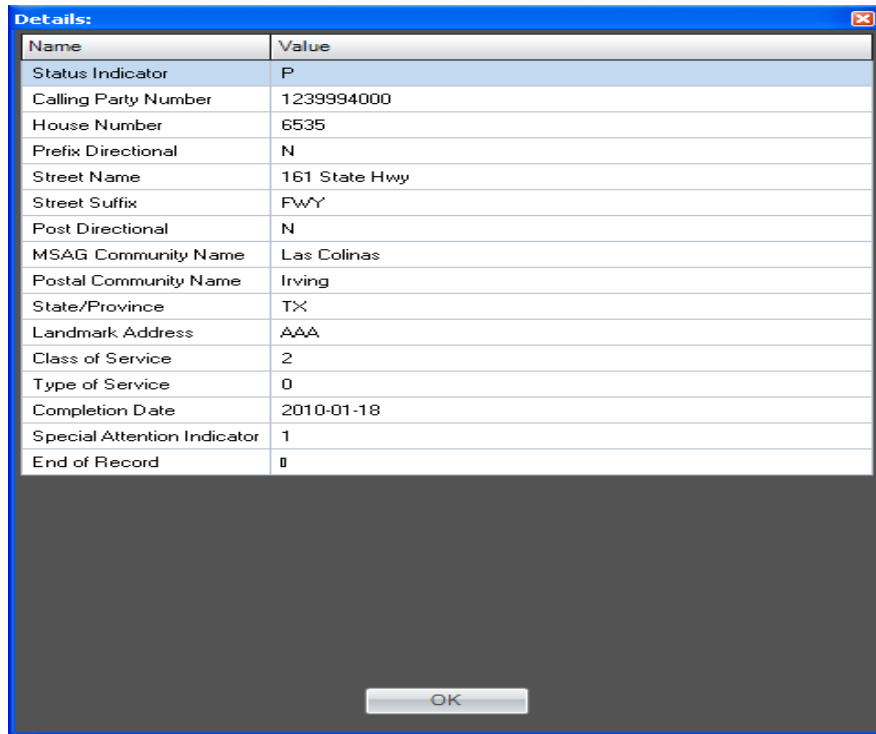 Details:
Name Value
Status Indicator P
Calling Party Number 1239994000
House Number 6535
Prefix Directional N
Street Name 161 State Hwy
Street Suffix FWY
Post Directional N
MSAG Community Name Las Colinas
Postal Community Name Irving
State/Province TX
Landmark Address AAA
Class of Service 2
Type of Service 0
Completion Date 2010-01-18
Special Attention Indicator 1
End of Record ▯
OK